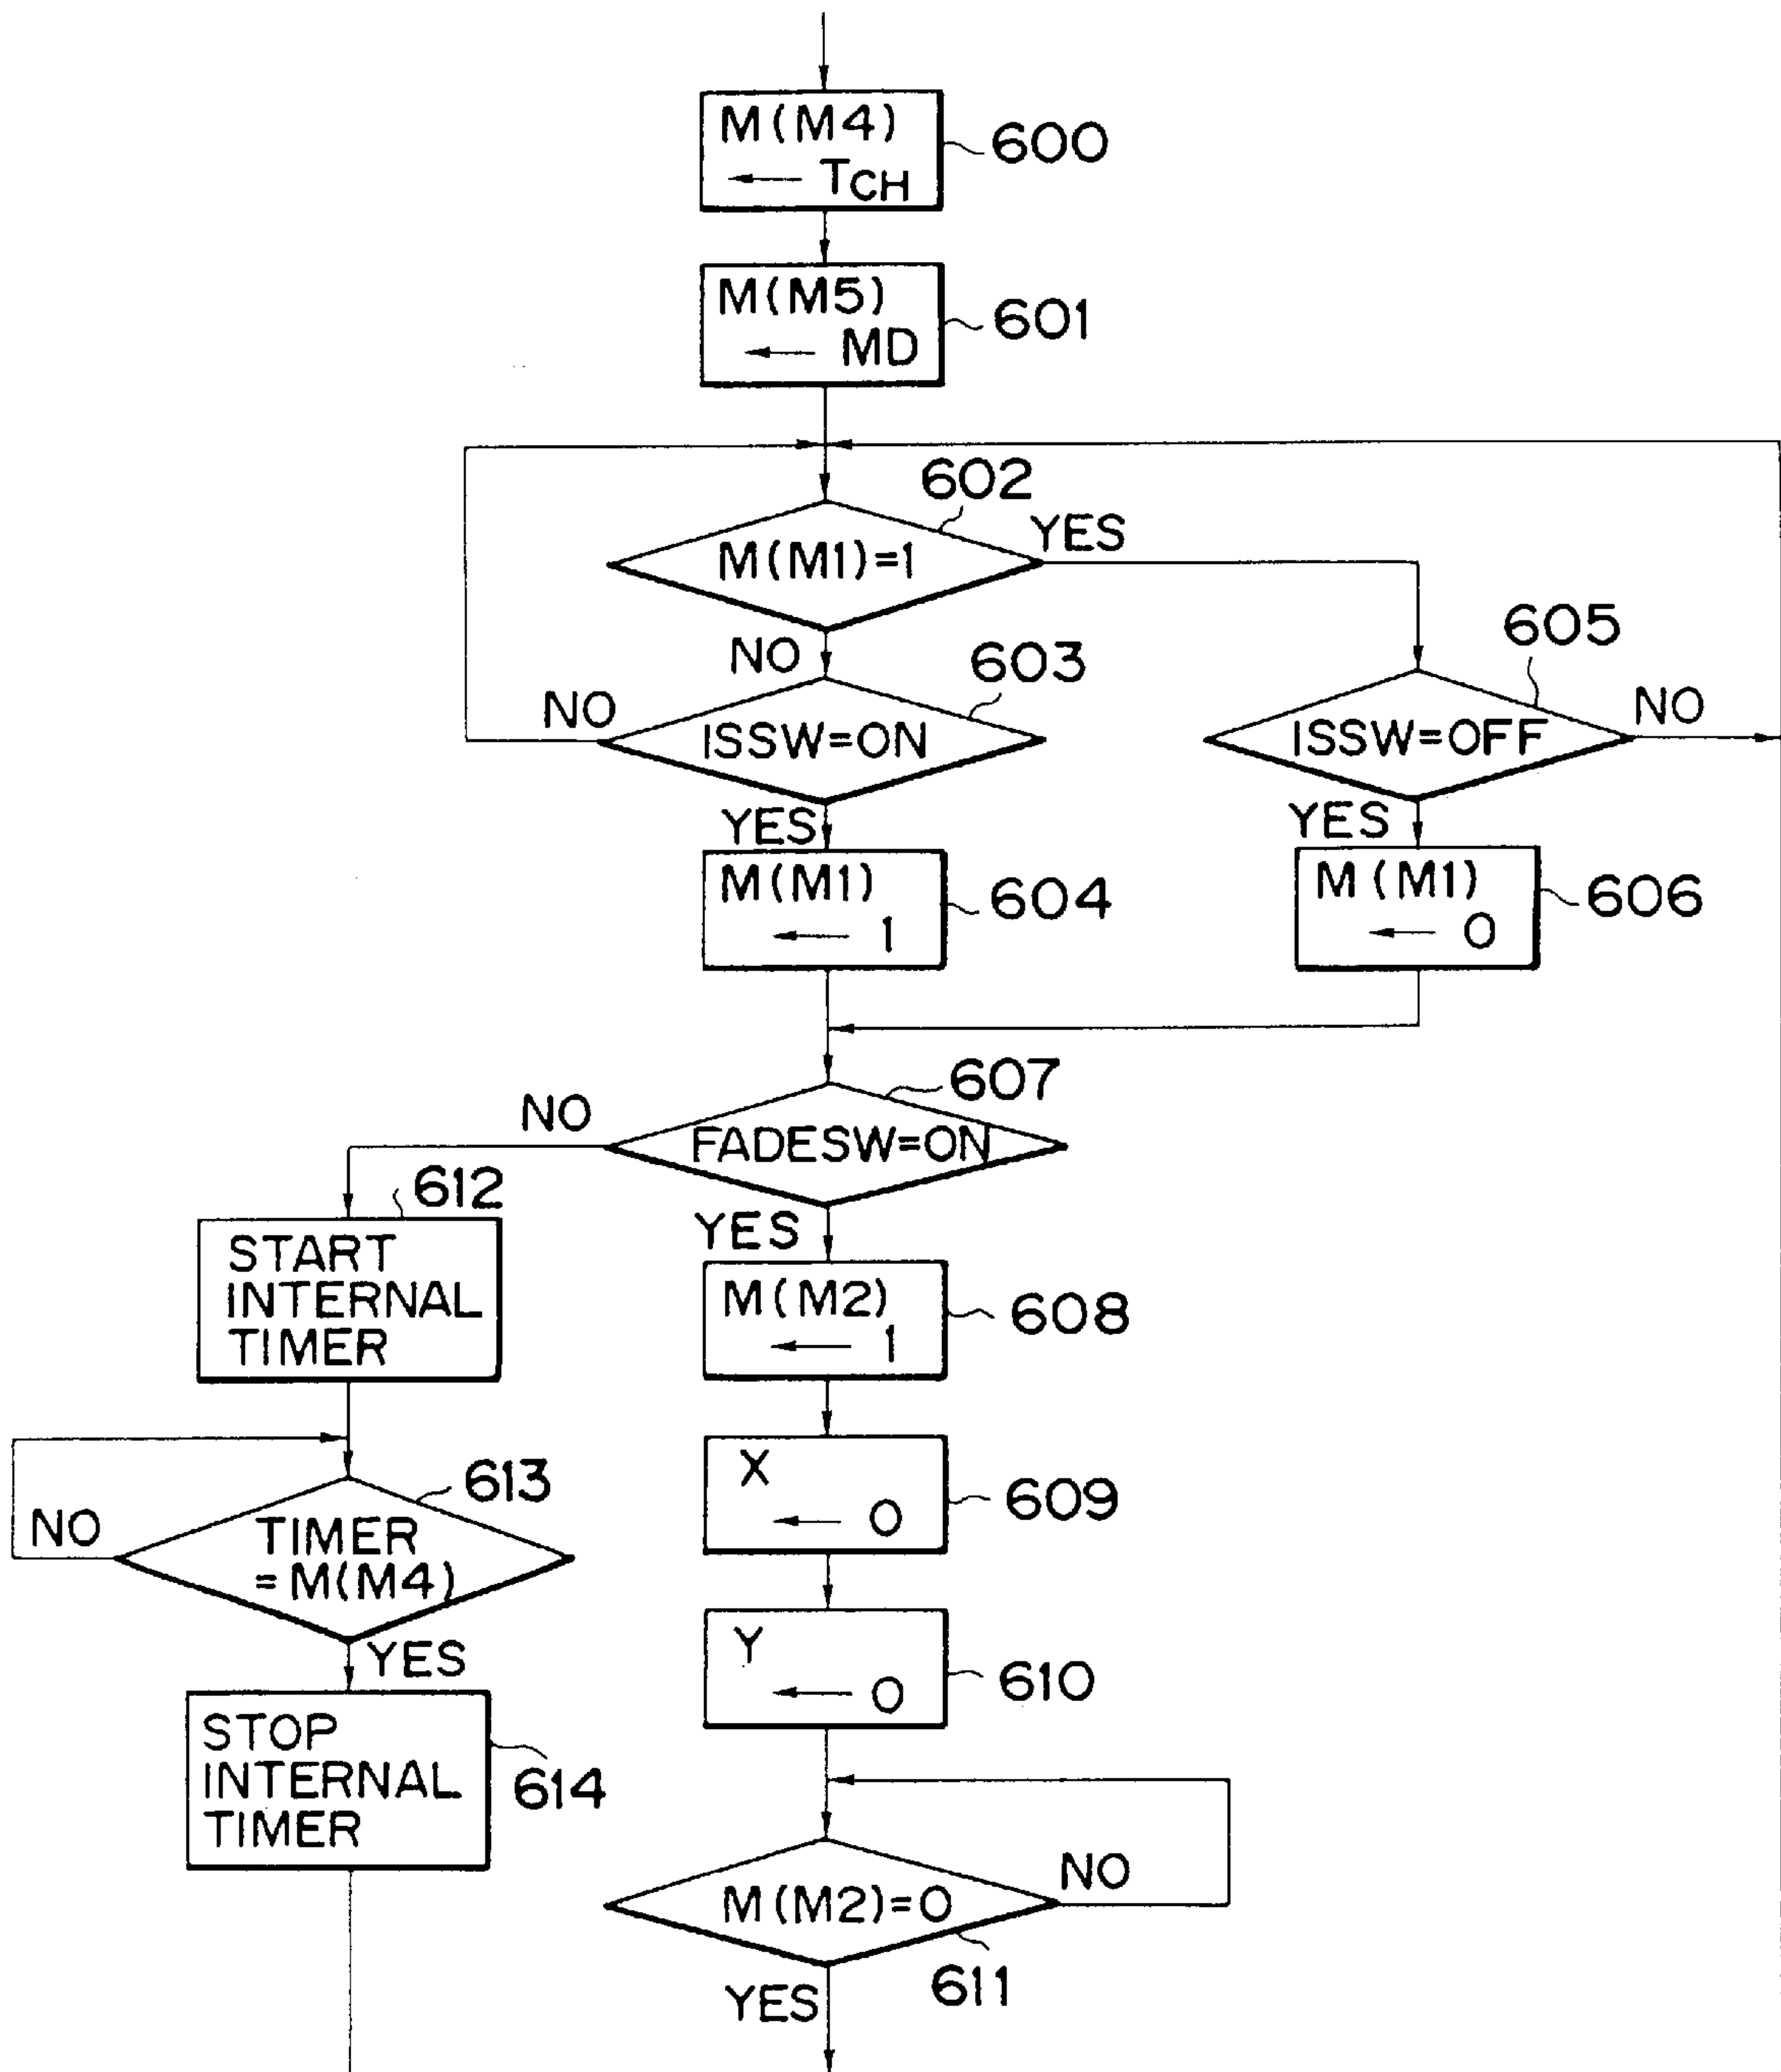 M(M4)
← TCH
600
M(M5)
← MD
601
602
M(M1)=1
YES
NO
603
605
NO
ISSW=ON
ISSW=OFF
NO
YES
YES
M(M1)
← 1
604
M(M1)
← 0
606
607
NO
FADESW=ON
612
YES
START
INTERNAL
TIMER
M(M2)
← 1
608
613
X
← 0
609
NO
TIMER
=M(M4)
YES
Y
← 0
610
STOP
INTERNAL
TIMER
614
M(M2)=0
NO
611
YES